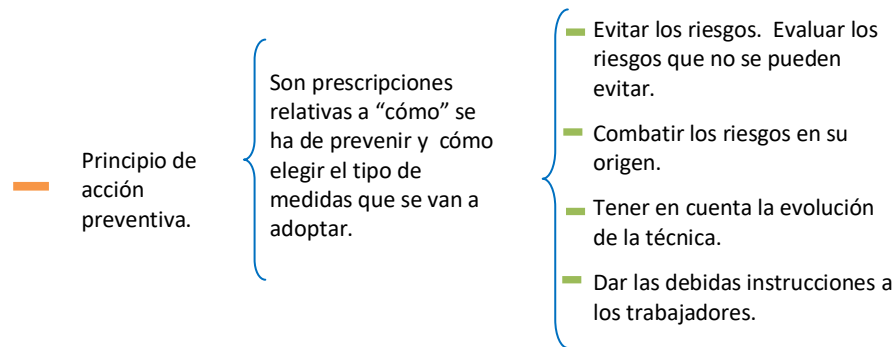 Principio de
acción
preventiva.
Son prescripciones
relativas a “cómo” se
ha de prevenir y cómo
elegir el tipo de
medidas que se van a
adoptar.
Evitar los riesgos. Evaluar los
riesgos que no se pueden
evitar.
Combatir los riesgos en su
origen.
Tener en cuenta la evolución
de la técnica.
Dar las debidas instrucciones a
los trabajadores.